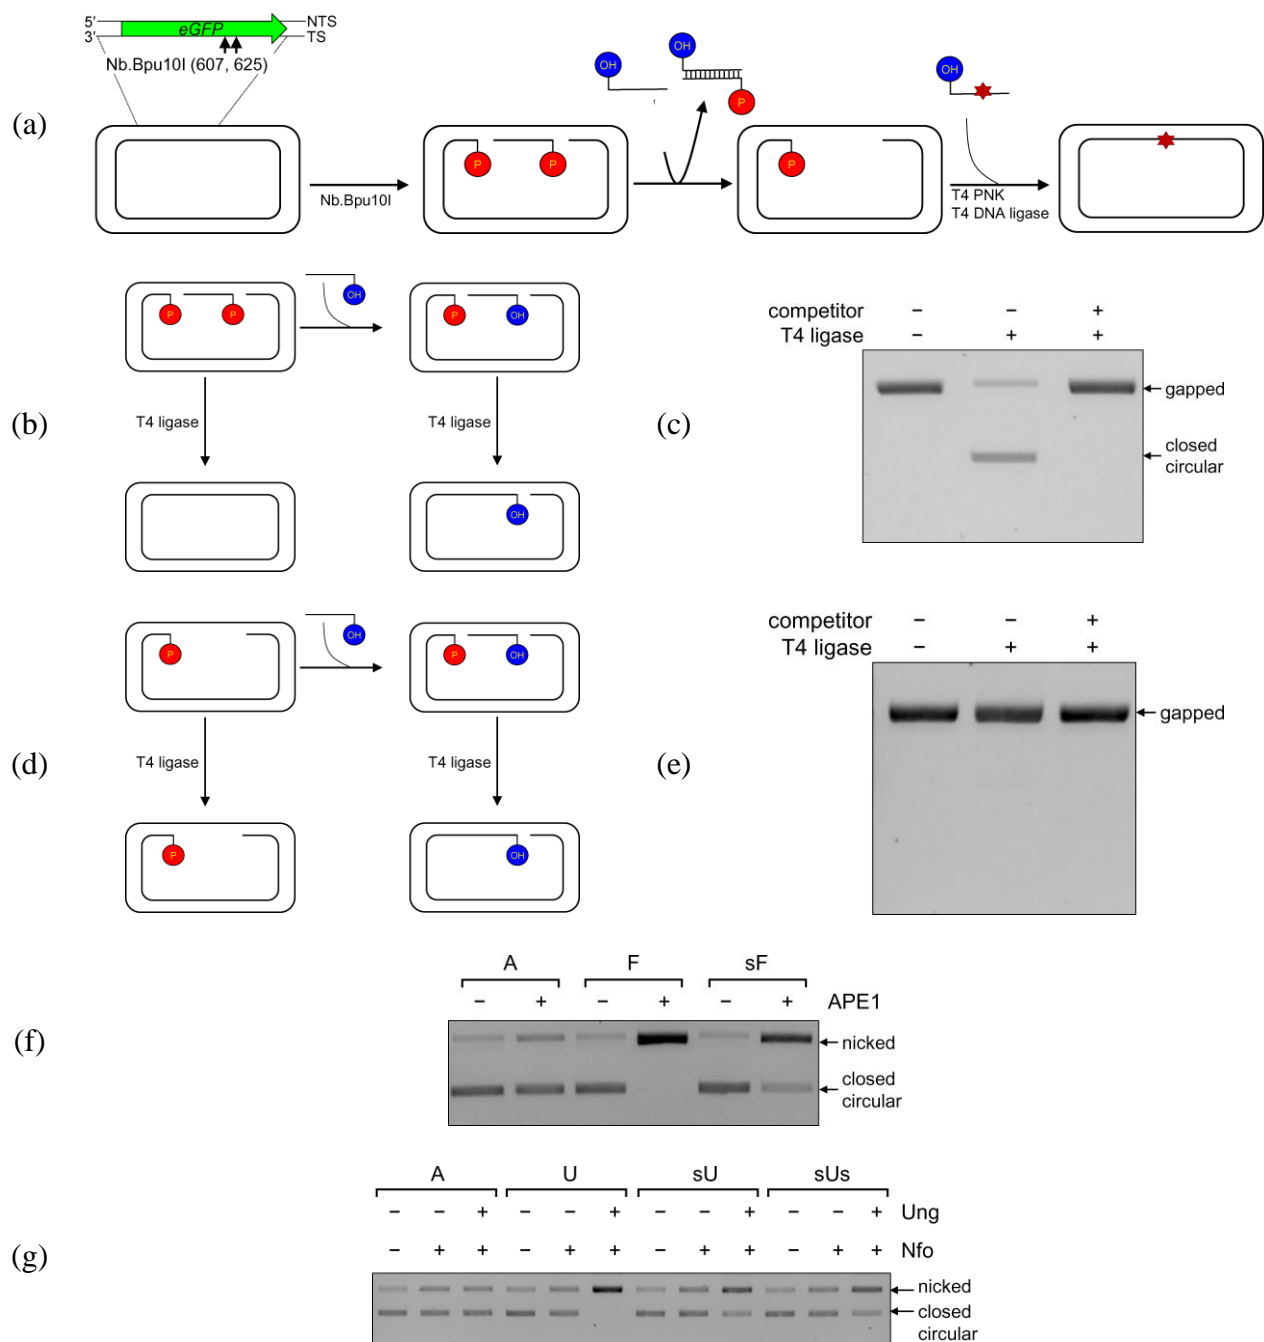 5′ eGFP NTS
3′ TS
Nb.Bpu10I (607, 625)
OH
OH
P
OH
(a)
P P
P
Nb.Bpu10I
T4 PNK
T4 DNA ligase
(b)
OH
P P
P OH
T4 ligase
T4 ligase
OH
(c)
competitor – – +
T4 ligase – + +
gapped
closed
circular
(d)
OH
P
P OH
T4 ligase
T4 ligase
P
OH
(e)
competitor – – +
T4 ligase – + +
gapped
(f)
A F sF
– + – + – + APE1
nicked
closed
circular
(g)
A U sU sUs
– – + – – + – – + – – + Ung
– + + – + + – + + – + + Nfo
nicked
closed
circular